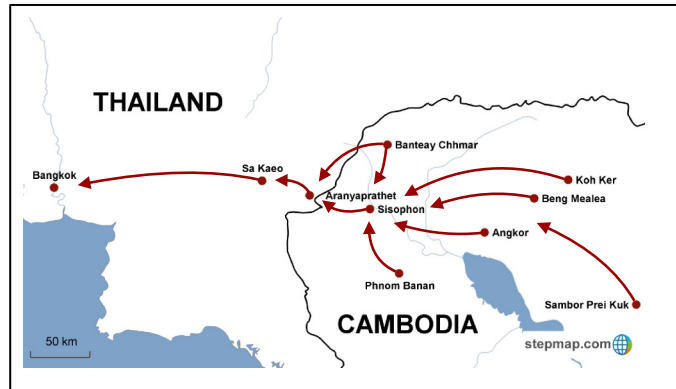 THAILAND
Banteay Chhmar
Sa Kaeo
Bangkok
Koh Ker
Aranyaprathet
Beng Mealea
Sisophon
Angkor
Phnom Banan
Sambor Prei Kuk
CAMBODIA
50 km
stepmap.com